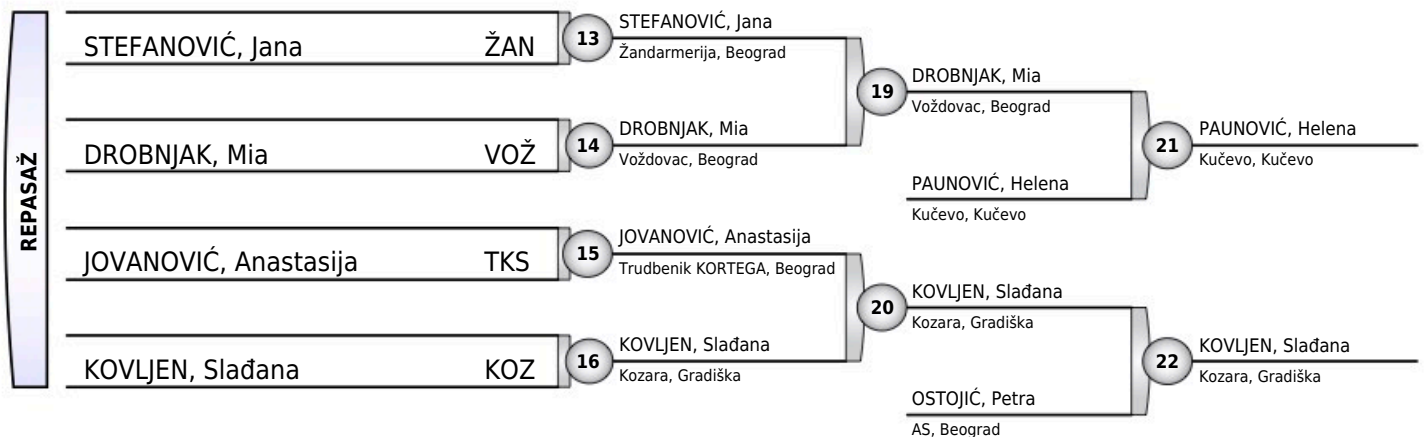 REPASAŽ
STEFANOVIĆ, Jana ŽAN
DROBNJAK, Mia VOŽ
JOVANOVIĆ, Anastasija TKS
KOVLJEN, Slađana KOZ
13
STEFANOVIĆ, Jana
Žandarmerija, Beograd
14
DROBNJAK, Mia
Voždovac, Beograd
15
JOVANOVIĆ, Anastasija
Trudbenik KORTEGA, Beograd
16
KOVLJEN, Slađana
Kozara, Gradiška
19
DROBNJAK, Mia
Voždovac, Beograd
PAUNOVIĆ, Helena
Kučevo, Kučevo
20
KOVLJEN, Slađana
Kozara, Gradiška
OSTOJIĆ, Petra
AS, Beograd
21
PAUNOVIĆ, Helena
Kučevo, Kučevo
22
KOVLJEN, Slađana
Kozara, Gradiška